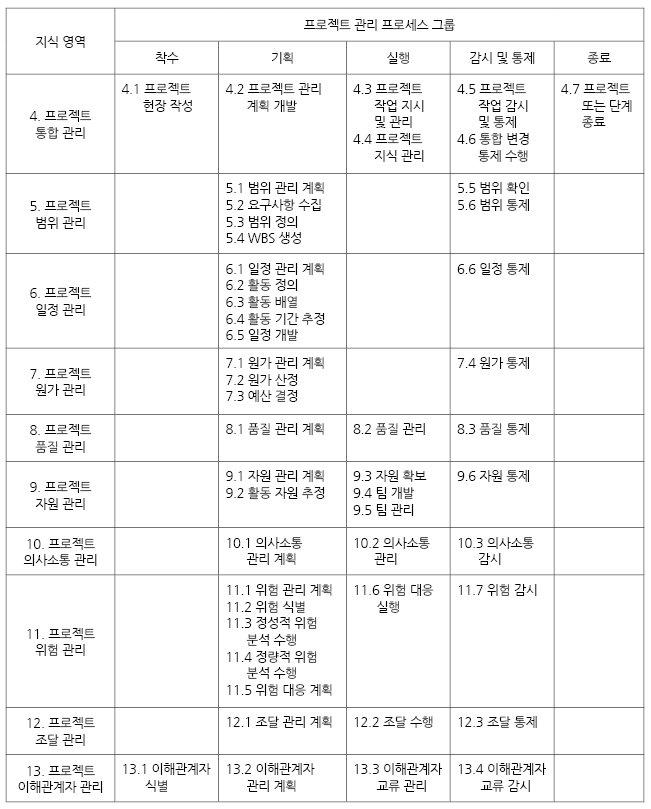 지식 영역
프로젝트 관리 프로세스 그룹
착수
기획
실행
감시 및 통제
종료
4. 프로젝트
통합 관리
4.1 프로젝트
헌장 작성
4.2 프로젝트 관리
계획 개발
4.3 프로젝트
작업 지시
및 관리
4.4 프로젝트
지식 관리
4.5 프로젝트
작업 감시
및 통제
4.6 통합 변경
통제 수행
4.7 프로젝트
또는 단계
종료
5. 프로젝트
범위 관리
5.1 범위 관리 계획
5.2 요구사항 수집
5.3 범위 정의
5.4 WBS 생성
5.5 범위 확인
5.6 범위 통제
6. 프로젝트
일정 관리
6.1 일정 관리 계획
6.2 활동 정의
6.3 활동 배열
6.4 활동 기간 추정
6.5 일정 개발
6.6 일정 통제
7. 프로젝트
원가 관리
7.1 원가 관리 계획
7.2 원가 산정
7.3 예산 결정
7.4 원가 통제
8. 프로젝트
품질 관리
8.1 품질 관리 계획
8.2 품질 관리
8.3 품질 통제
9. 프로젝트
자원 관리
9.1 자원 관리 계획
9.2 활동 자원 추정
9.3 자원 확보
9.4 팀 개발
9.5 팀 관리
9.6 자원 통제
10. 프로젝트
의사소통 관리
10.1 의사소통
관리 계획
10.2 의사소통
관리
10.3 의사소통
감시
11. 프로젝트
위험 관리
11.1 위험 관리 계획
11.2 위험 식별
11.3 정성적 위험
분석 수행
11.4 정량적 위험
분석 수행
11.5 위험 대응 계획
11.6 위험 대응
실행
11.7 위험 감시
12. 프로젝트
조달 관리
12.1 조달 관리 계획
12.2 조달 수행
12.3 조달 통제
13. 프로젝트
이해관계자 관리
13.1 이해관계자
식별
13.2 이해관계자
관리 계획
13.3 이해관계자
교류 관리
13.4 이해관계자
교류 감시